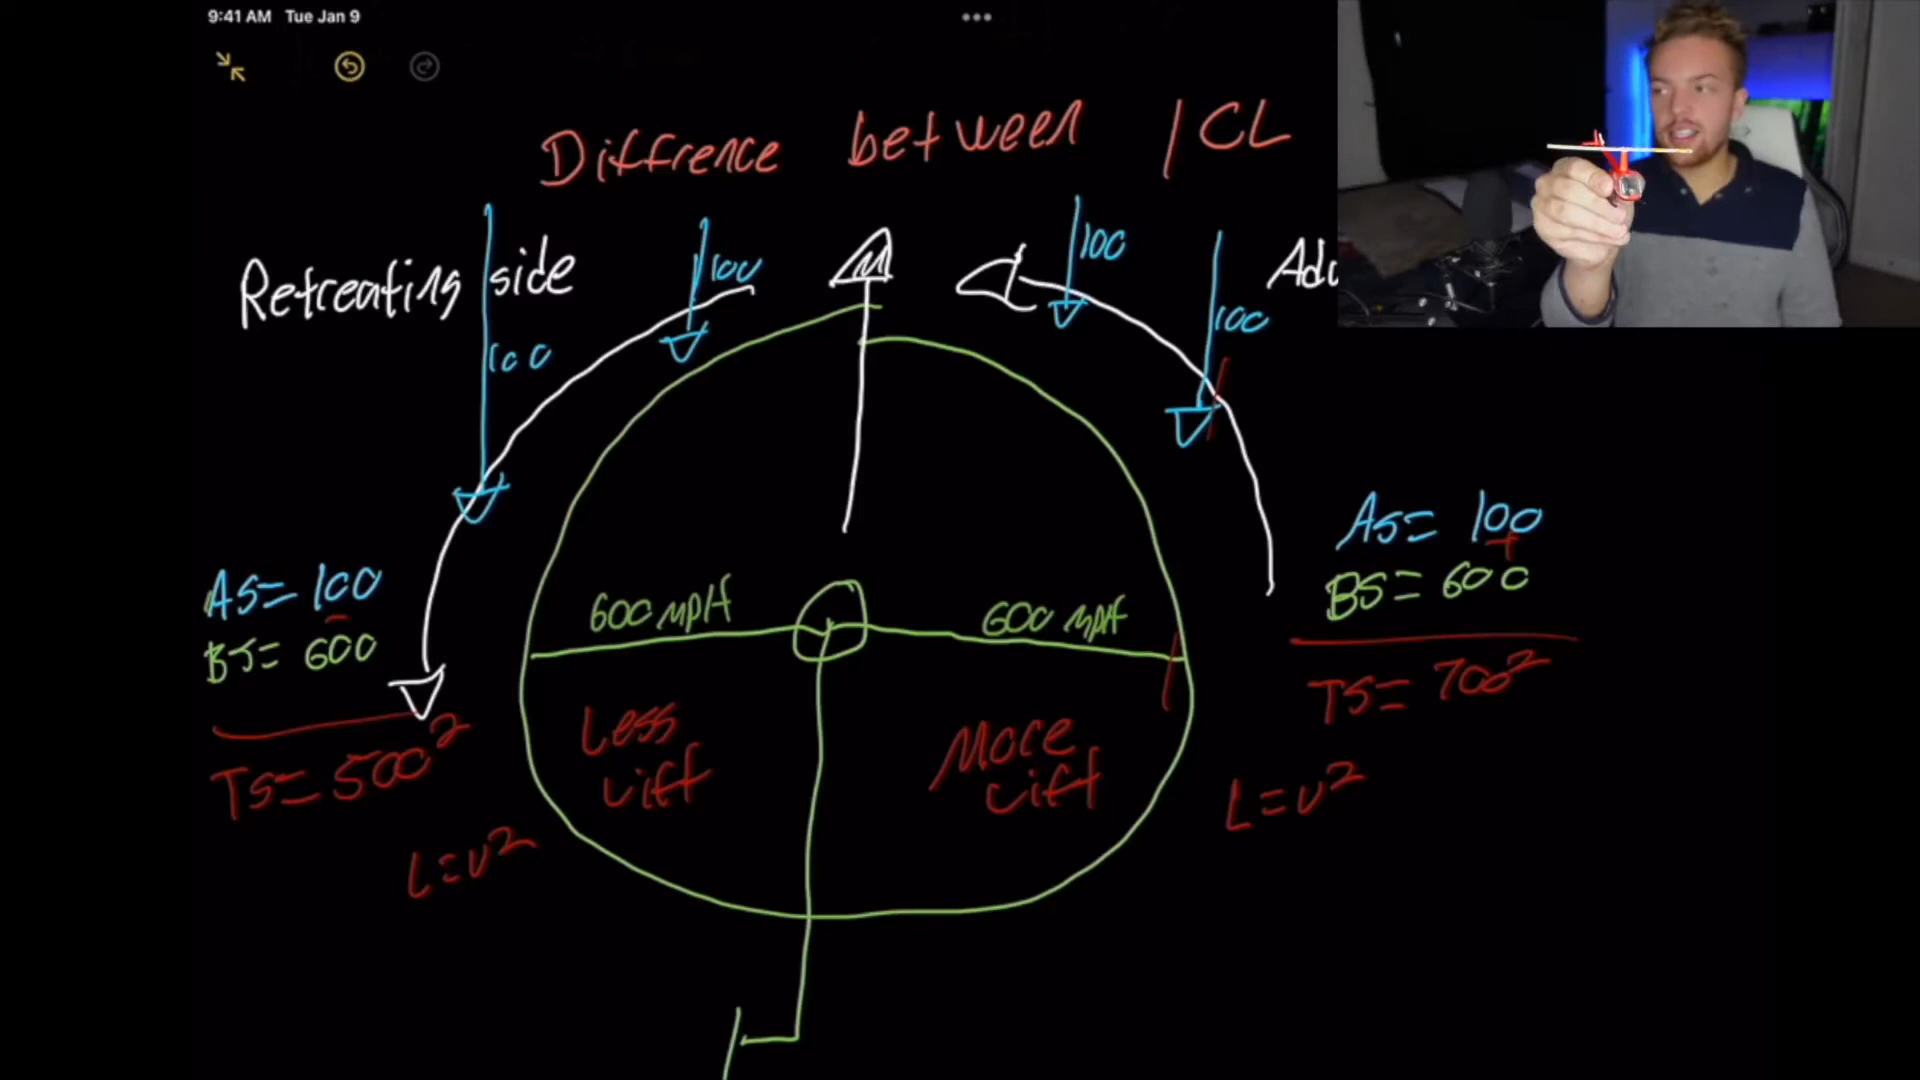 9:41 AM Tue Jan 9
Diffrence between / CL
Retreating side
100
100
100
100
AS= 100
BS= 600
TS= 500²
L=v²
600 MPH
600 MPH
Less
Lift
More
Lift
AS= 100
+
BS= 600
TS= 700²
L=v²